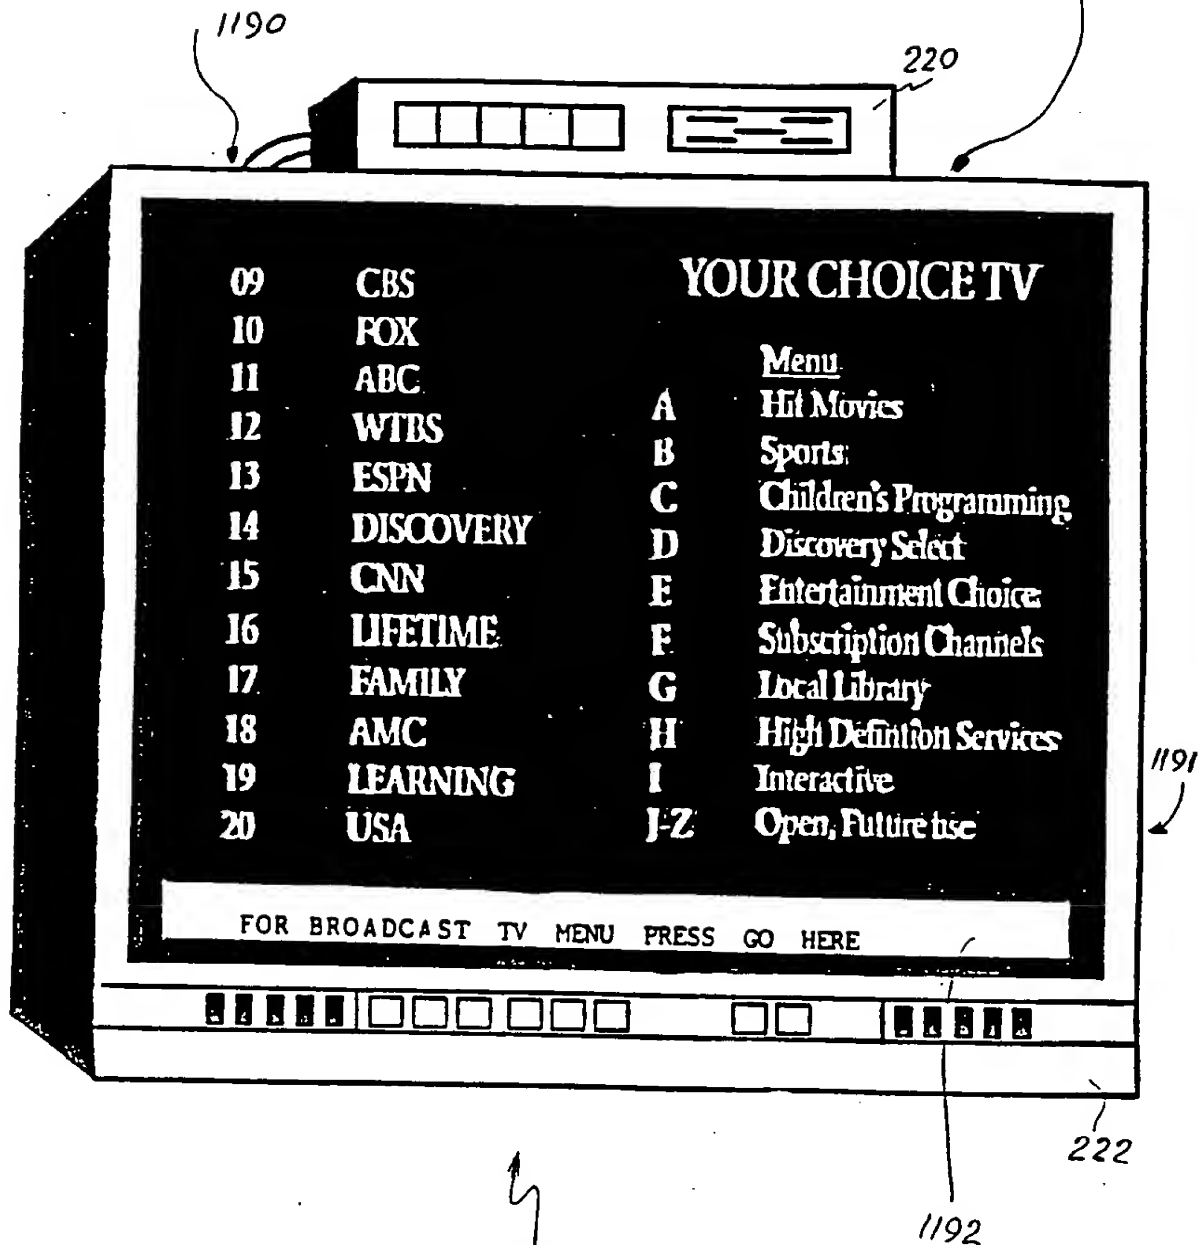 1190
220
09 CBS
10 FOX
11 ABC
12 WTBS
13 ESPN
14 DISCOVERY
15 CNN
16 LIFETIME
17 FAMILY
18 AMC
19 LEARNING
20 USA
YOUR CHOICE TV
Menu
A Hit Movies
B Sports
C Children's Programming
D Discovery Select
E Entertainment Choice
F Subscription Channels
G Local Library
H High Definition Services
I Interactive
J-Z Open, Future use
1191
FOR BROADCAST TV MENU PRESS GO HERE
222
1192